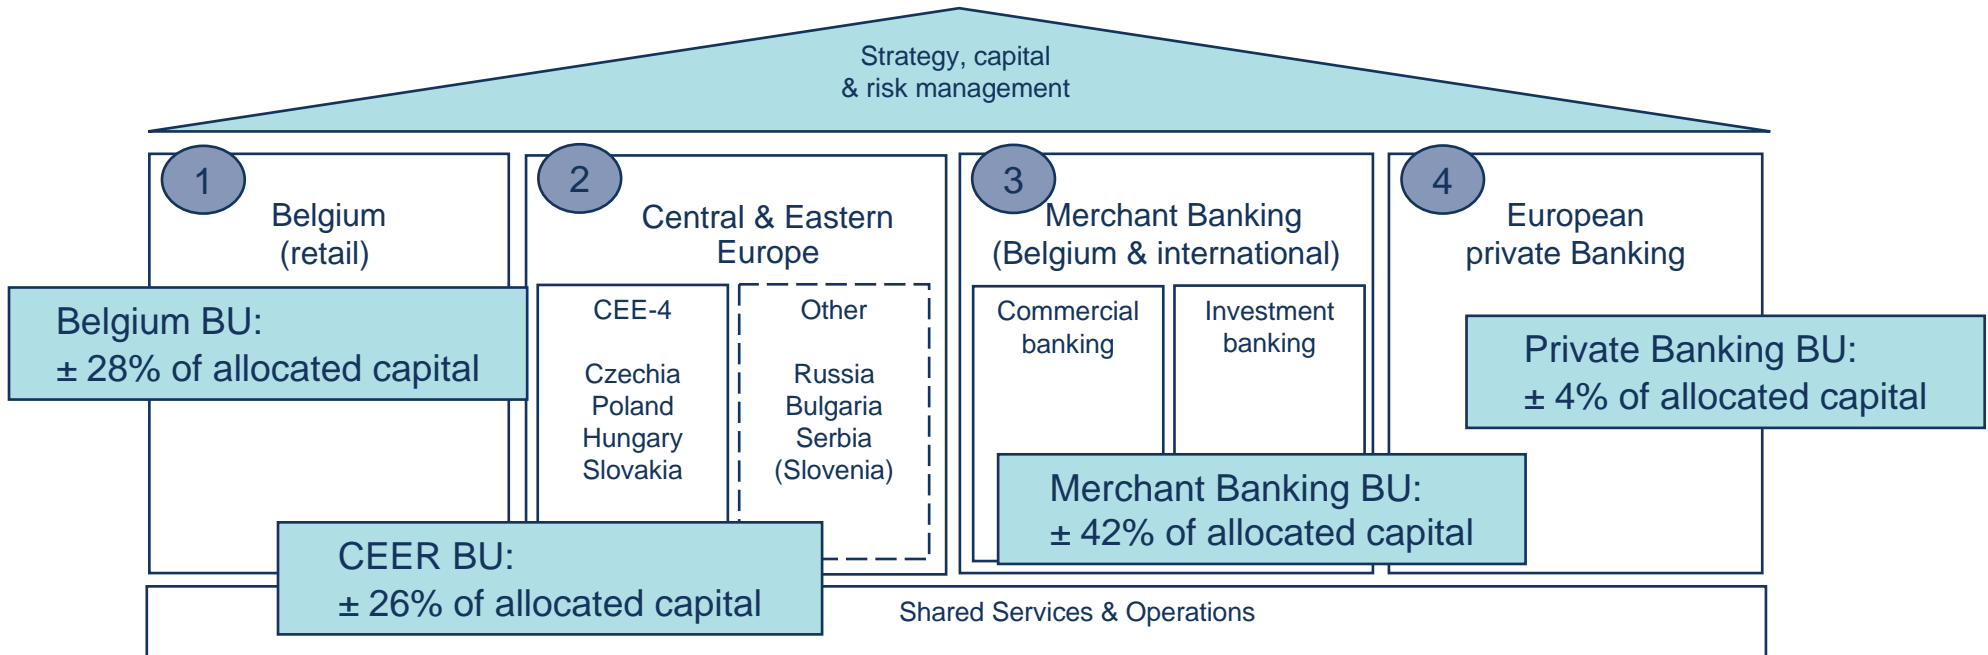 Strategy, capital
& risk management
1
Belgium
(retail)
Belgium BU:
± 28% of allocated capital
2
Central & Eastern
Europe
CEE-4
Czechia
Poland
Hungary
Slovakia
Other
Russia
Bulgaria
Serbia
(Slovenia)
CEER BU:
± 26% of allocated capital
3
Merchant Banking
(Belgium & international)
Commercial
banking
Investment
banking
Merchant Banking BU:
± 42% of allocated capital
4
European
private Banking
Private Banking BU:
± 4% of allocated capital
Shared Services & Operations